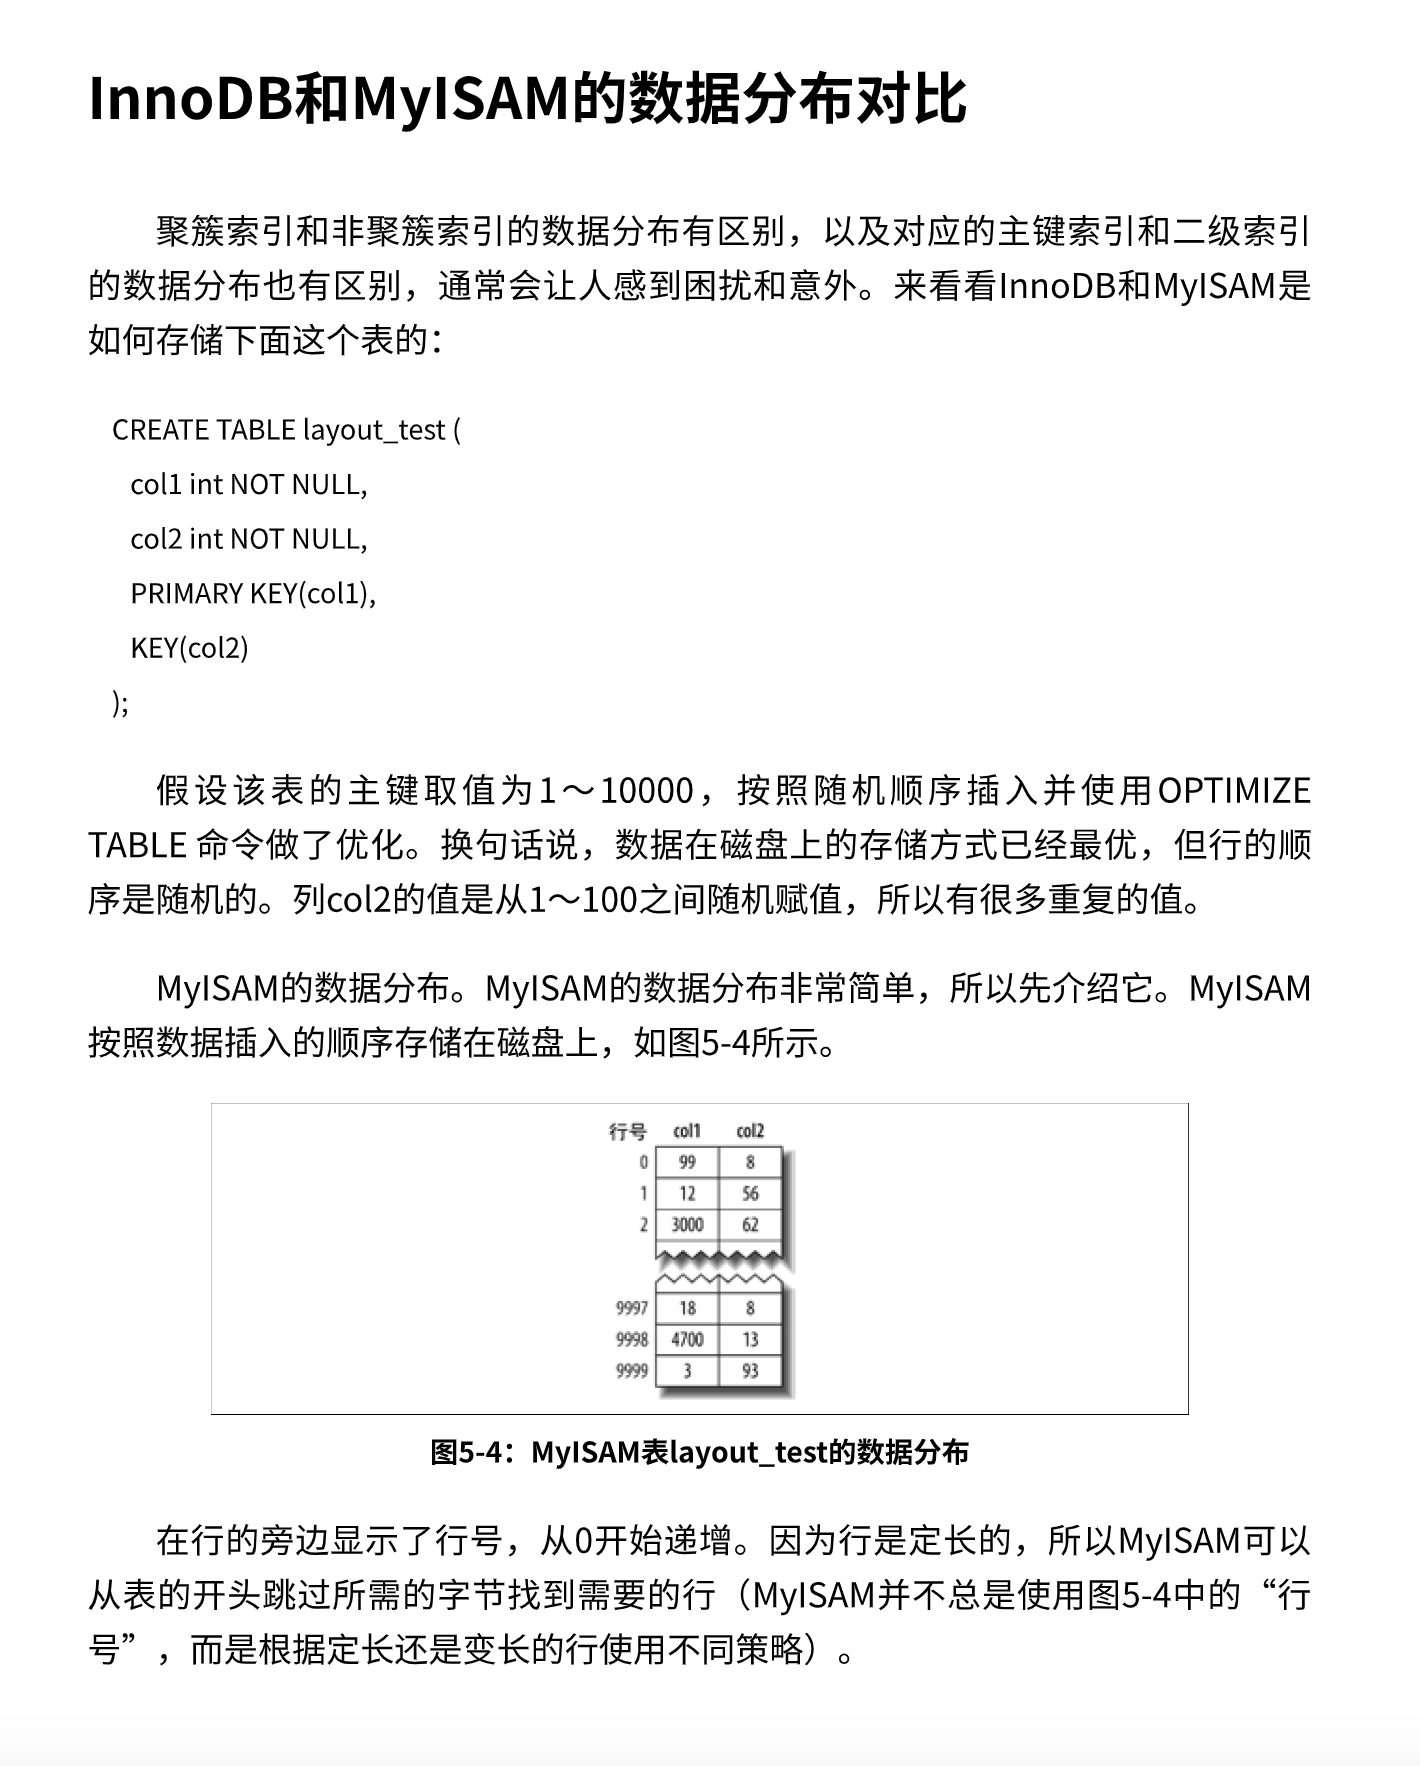 InnoDB和MyISAM的数据分布对比
聚簇索引和非聚簇索引的数据分布有区别，以及对应的主键索引和二级索引
的数据分布也有区别，通常会让人感到困扰和意外。来看看InnoDB和MyISAM是
如何存储下面这个表的：
CREATE TABLE layout_test (
col1 int NOT NULL,
col2 int NOT NULL,
PRIMARY KEY(col1),
KEY(col2)
);
假设该表的主键取值为1～10000，按照随机顺序插入并使用OPTIMIZE
TABLE 命令做了优化。换句话说，数据在磁盘上的存储方式已经最优，但行的顺
序是随机的。列col2的值是从1～100之间随机赋值，所以有很多重复的值。
MyISAM的数据分布。MyISAM的数据分布非常简单，所以先介绍它。MyISAM
按照数据插入的顺序存储在磁盘上，如图5-4所示。
行号 col1 col2
0 99 8
1 12 56
2 3000 62
9997 18 8
9998 4700 13
9999 3 93
图5-4：MyISAM表layout_test的数据分布
在行的旁边显示了行号，从0开始递增。因为行是定长的，所以MyISAM可以
从表的开头跳过所需的字节找到需要的行（MyISAM并不总是使用图5-4中的“行
号”，而是根据定长还是变长的行使用不同策略）。